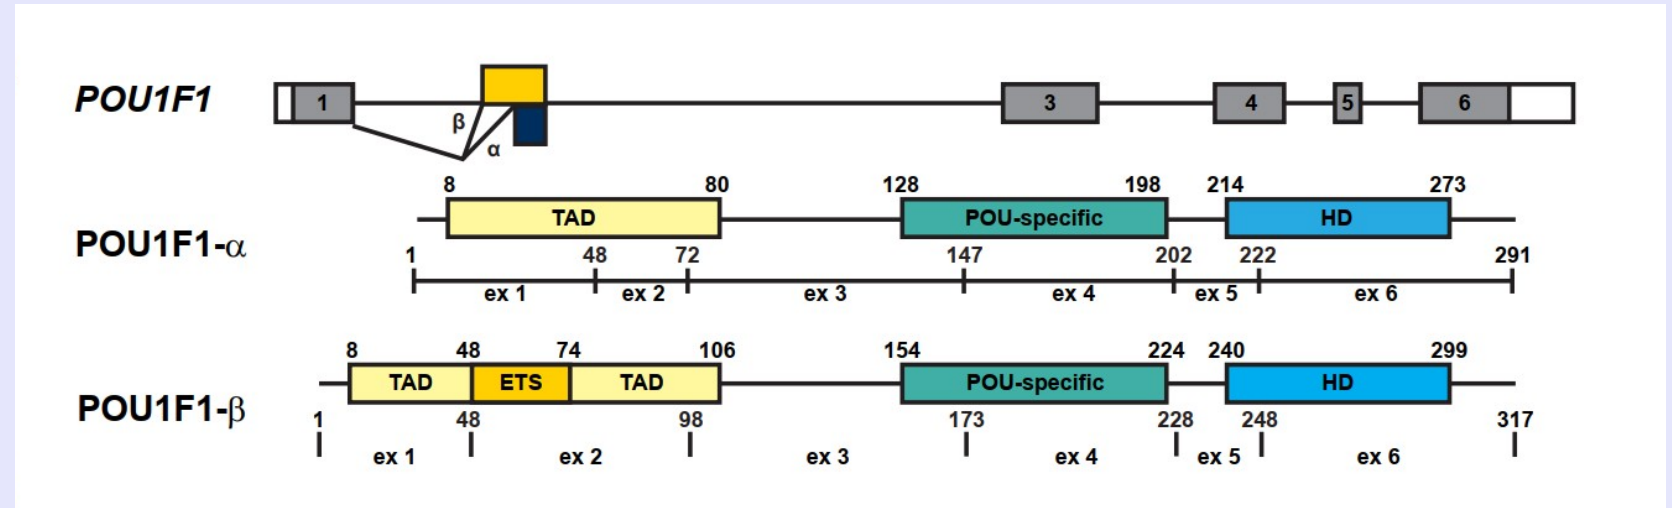 POU1F1 1 3 4 5 6
β
α
8 80 128 198 214 273
TAD POU-specific HD
POU1F1-α
1 48 72 147 202 222 291
ex 1 ex 2 ex 3 ex 4 ex 5 ex 6
8 48 74 106 154 224 240 299
TAD ETS TAD POU-specific HD
POU1F1-β
1 48 98 173 228 248 317
ex 1 ex 2 ex 3 ex 4 ex 5 ex 6